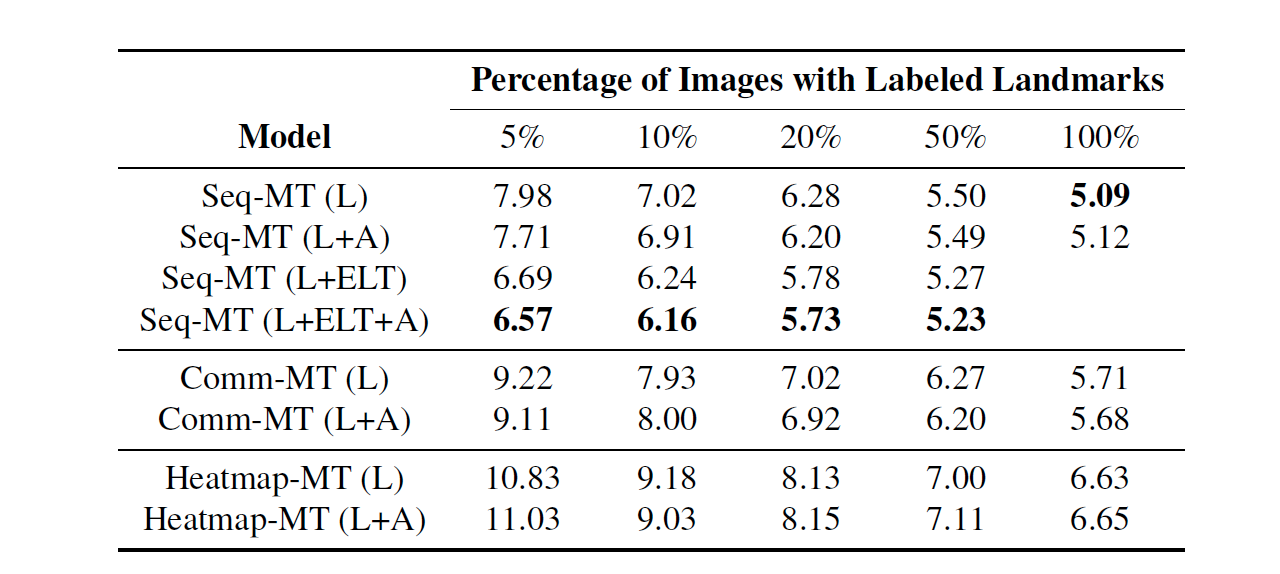 Percentage of Images with Labeled Landmarks
Model 5% 10% 20% 50% 100%
Seq-MT (L) 7.98 7.02 6.28 5.50 5.09
Seq-MT (L+A) 7.71 6.91 6.20 5.49 5.12
Seq-MT (L+ELT) 6.69 6.24 5.78 5.27
Seq-MT (L+ELT+A) 6.57 6.16 5.73 5.23
Comm-MT (L) 9.22 7.93 7.02 6.27 5.71
Comm-MT (L+A) 9.11 8.00 6.92 6.20 5.68
Heatmap-MT (L) 10.83 9.18 8.13 7.00 6.63
Heatmap-MT (L+A) 11.03 9.03 8.15 7.11 6.65